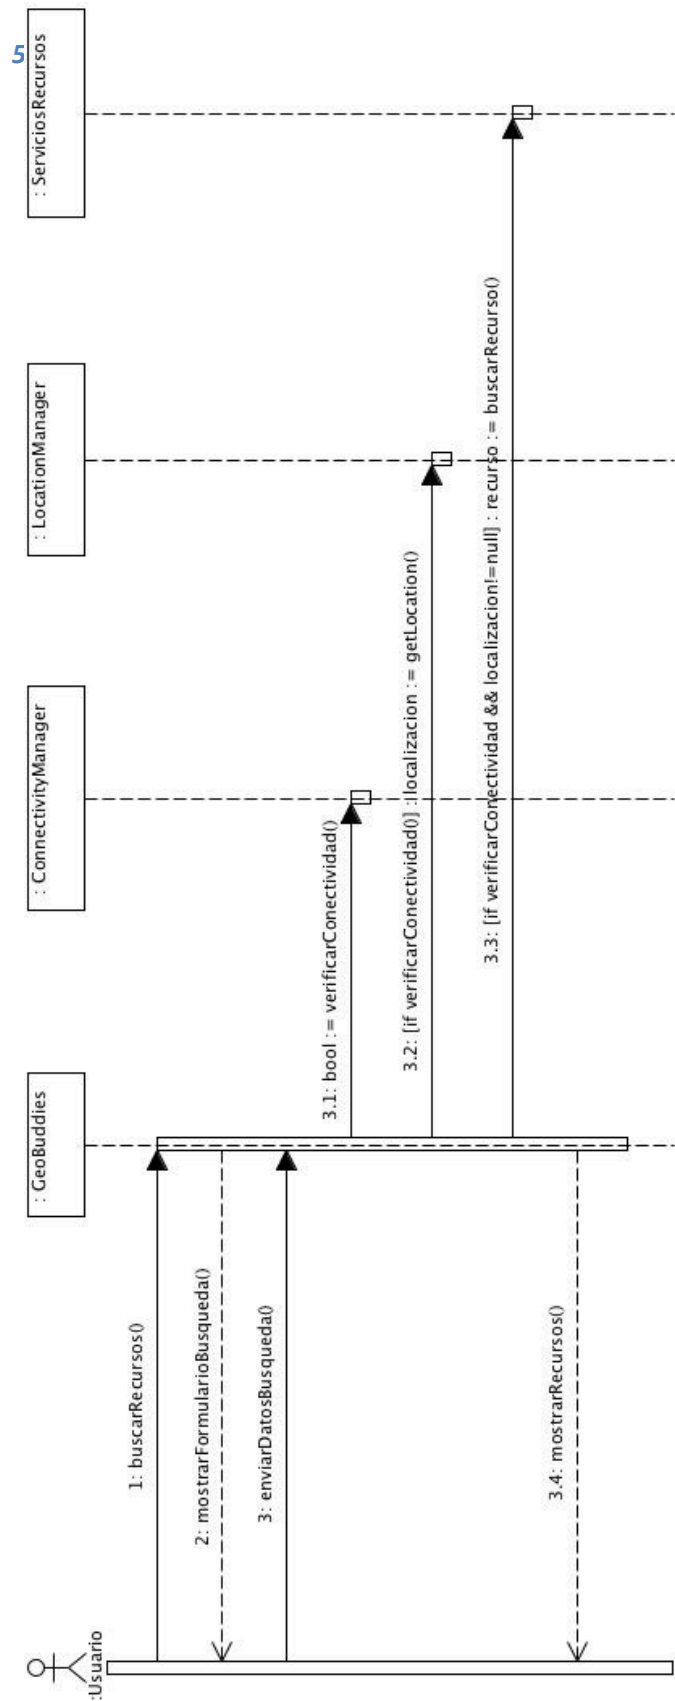 5
:Usuario
: GeoBuddies
: ConnectivityManager
: LocationManager
: ServiciosRecursos
1: buscarRecursos()
2: mostrarFormularioBusqueda()
3: enviarDatosBusqueda()
3.1: bool := verificarConectividad()
3.2: [if verificarConectividad()] : localizacion := getLocation()
3.3: [if verificarConectividad && localizacion!=null] : recurso := buscarRecurso()
3.4: mostrarRecursos()